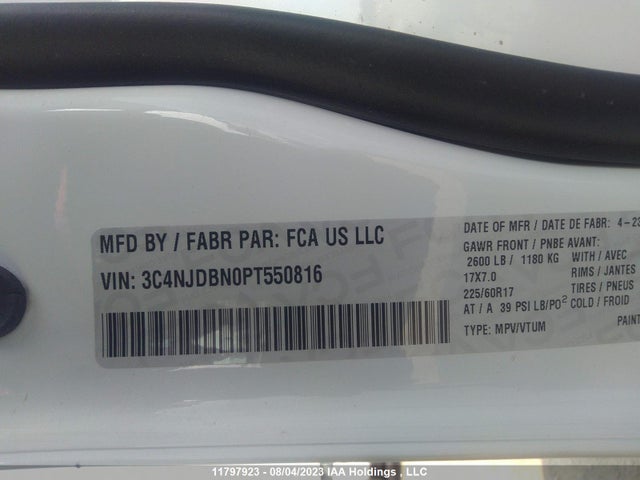 MFD BY / FABR PAR: FCA US LLC
VIN: 3C4NJDBN0PT550816
DATE OF MFR / DATE DE FABR: 4-23
GAWR FRONT / PNBE AVANT:
2600 LB / 1180 KG WITH / AVEC
17X7.0 RIMS / JANTES
225/60R17 TIRES / PNEUS
AT / A 39 PSI LB/PO2 COLD / FROID
TYPE: MPV/VTUM
PAINT
11797923 - 08/04/2023 IAA Holdings , LLC